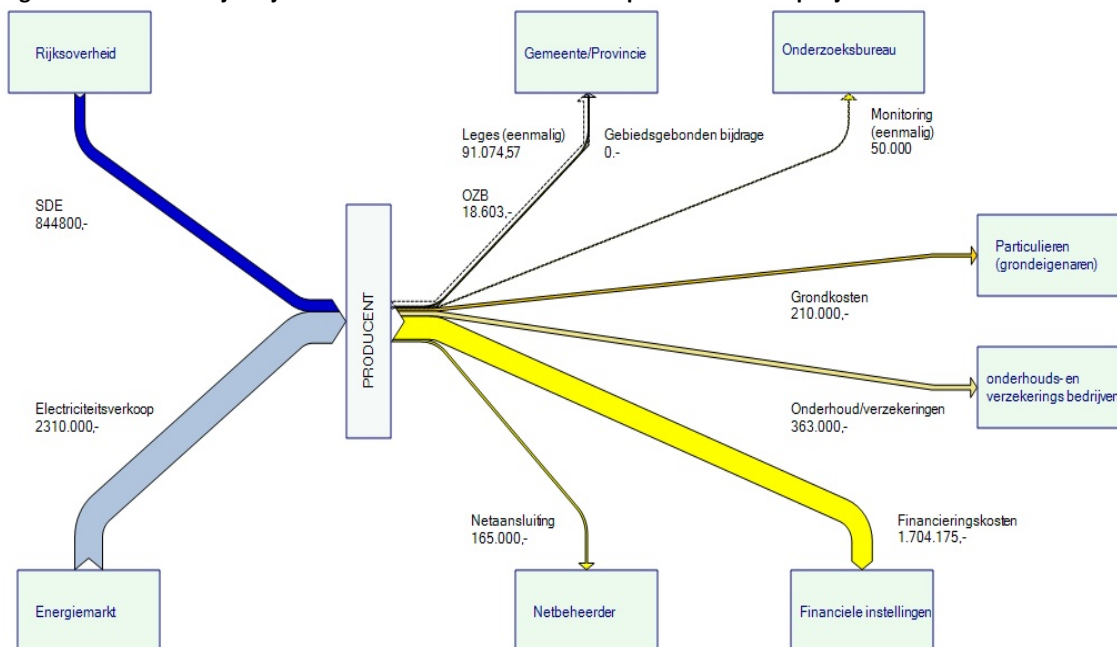 Rijksoverheid
Gemeente/Provincie
Onderzoeksbureau
Leges (eenmalig)
91.074,57
Gebiedsgebonden bijdrage
0.-
Monitoring
(eenmalig)
50.000
SDE
844800,-
OZB
18.603,-
PRODUCENT
Particulieren
(grondeigenaren)
Grondkosten
210.000,-
onderhouds- en
verzekerings bedrijven
Electriciteitsverkoop
2310.000,-
Onderhoud/verzekeringen
363.000,-
Netaansluiting
165.000,-
Financieringskosten
1.704.175,-
Energiemarkt
Netbeheerder
Financiele instellingen